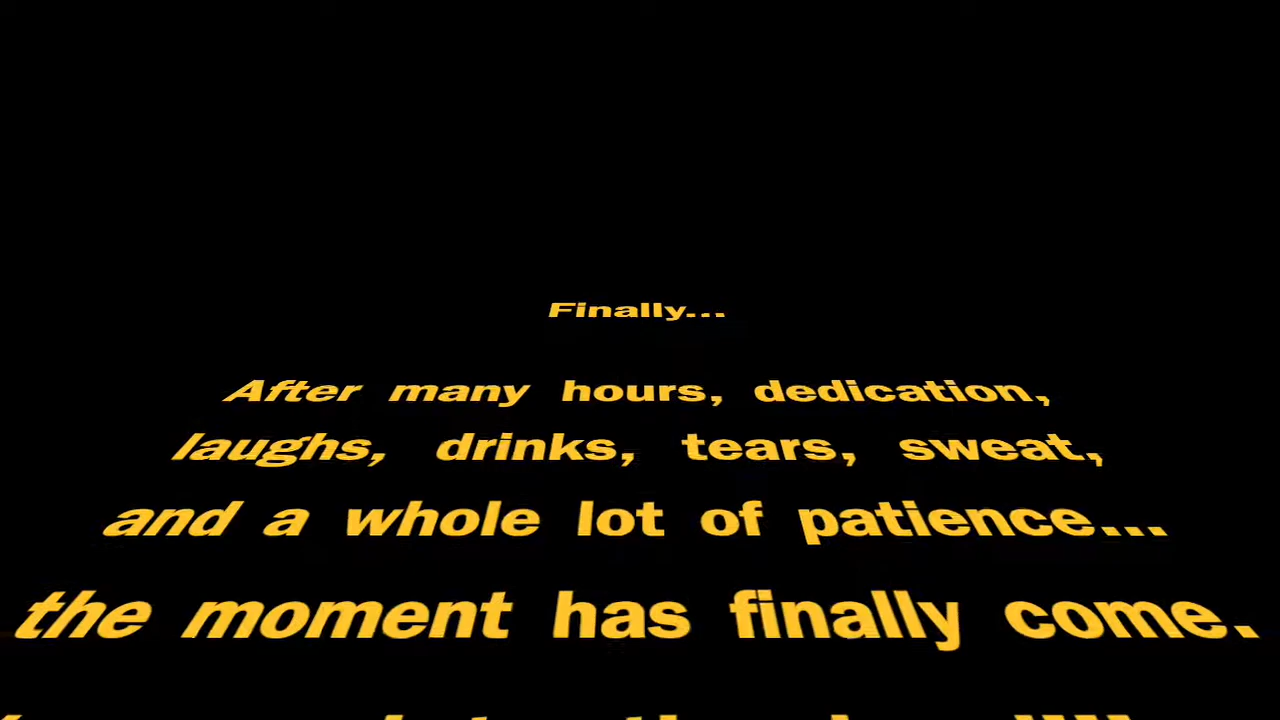 Finally...
After many hours, dedication,
laughs, drinks, tears, sweat,
and a whole lot of patience...
the moment has finally come.